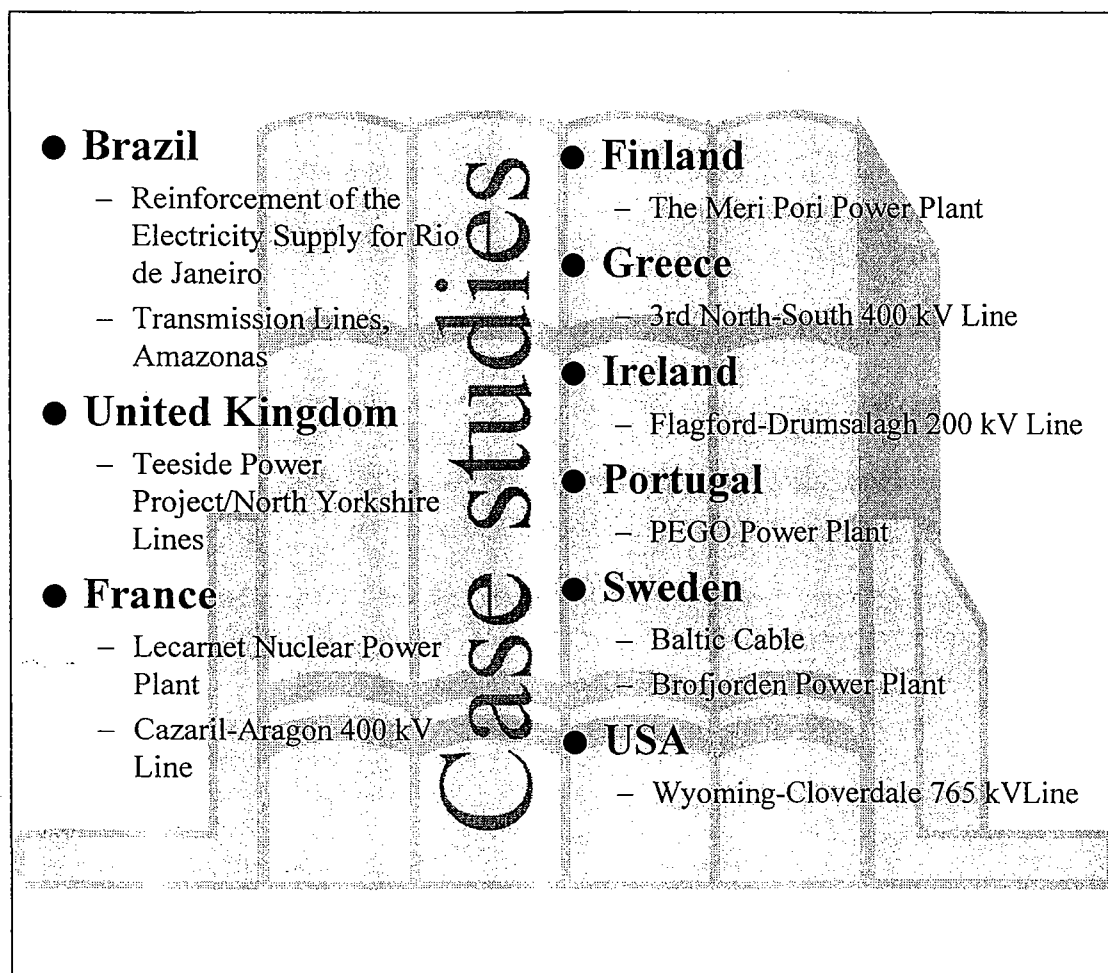 ● Brazil
– Reinforcement of the
Electricity Supply for Rio
de Janeiro
– Transmission Lines,
Amazonas
● United Kingdom
– Teeside Power
Project/North Yorkshire
Lines
● France
– Lecarnet Nuclear Power
Plant
– Cazaril-Aragon 400 kV
Line
Case studies
● Finland
– The Meri Pori Power Plant
● Greece
– 3rd North-South 400 kV Line
● Ireland
– Flagford-Drumsalagh 200 kV Line
● Portugal
– PEGO Power Plant
● Sweden
– Baltic Cable
– Brofjorden Power Plant
● USA
– Wyoming-Cloverdale 765 kVLine